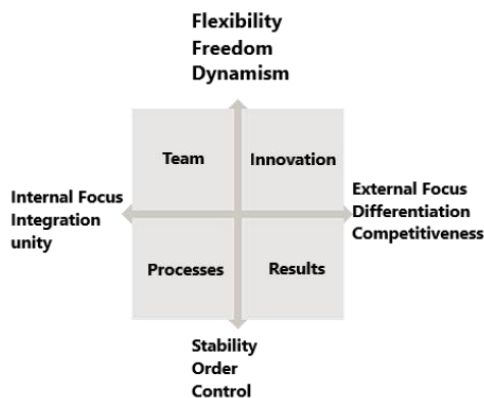 Flexibility
Freedom
Dynamism
Team
Innovation
Internal Focus
Integration
unity
External Focus
Differentiation
Competitiveness
Processes
Results
Stability
Order
Control